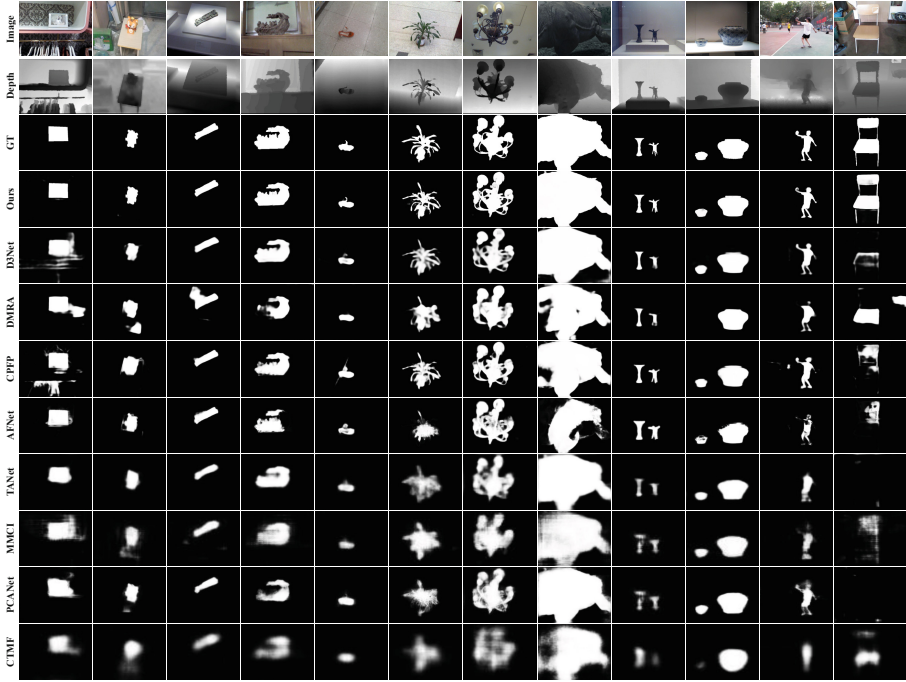 Image
Depth
GT
Ours
D3Net
DMRA
CPFP
AFNet
TANet
MMCI
PCANet
CTMF